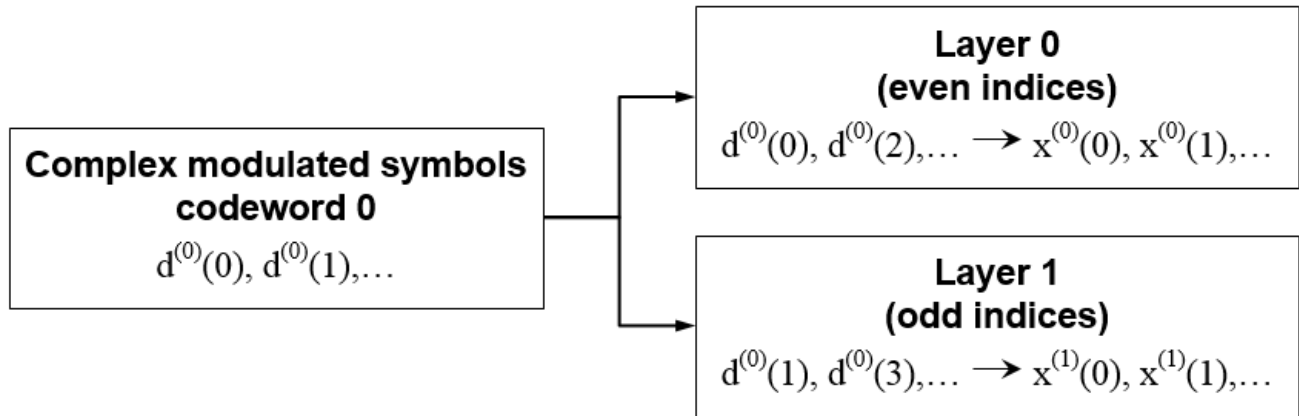 Complex modulated symbols
codeword 0
d⁽⁰⁾(0), d⁽⁰⁾(1),…
Layer 0
(even indices)
d⁽⁰⁾(0), d⁽⁰⁾(2),… → x⁽⁰⁾(0), x⁽⁰⁾(1),…
Layer 1
(odd indices)
d⁽⁰⁾(1), d⁽⁰⁾(3),… → x⁽¹⁾(0), x⁽¹⁾(1),…